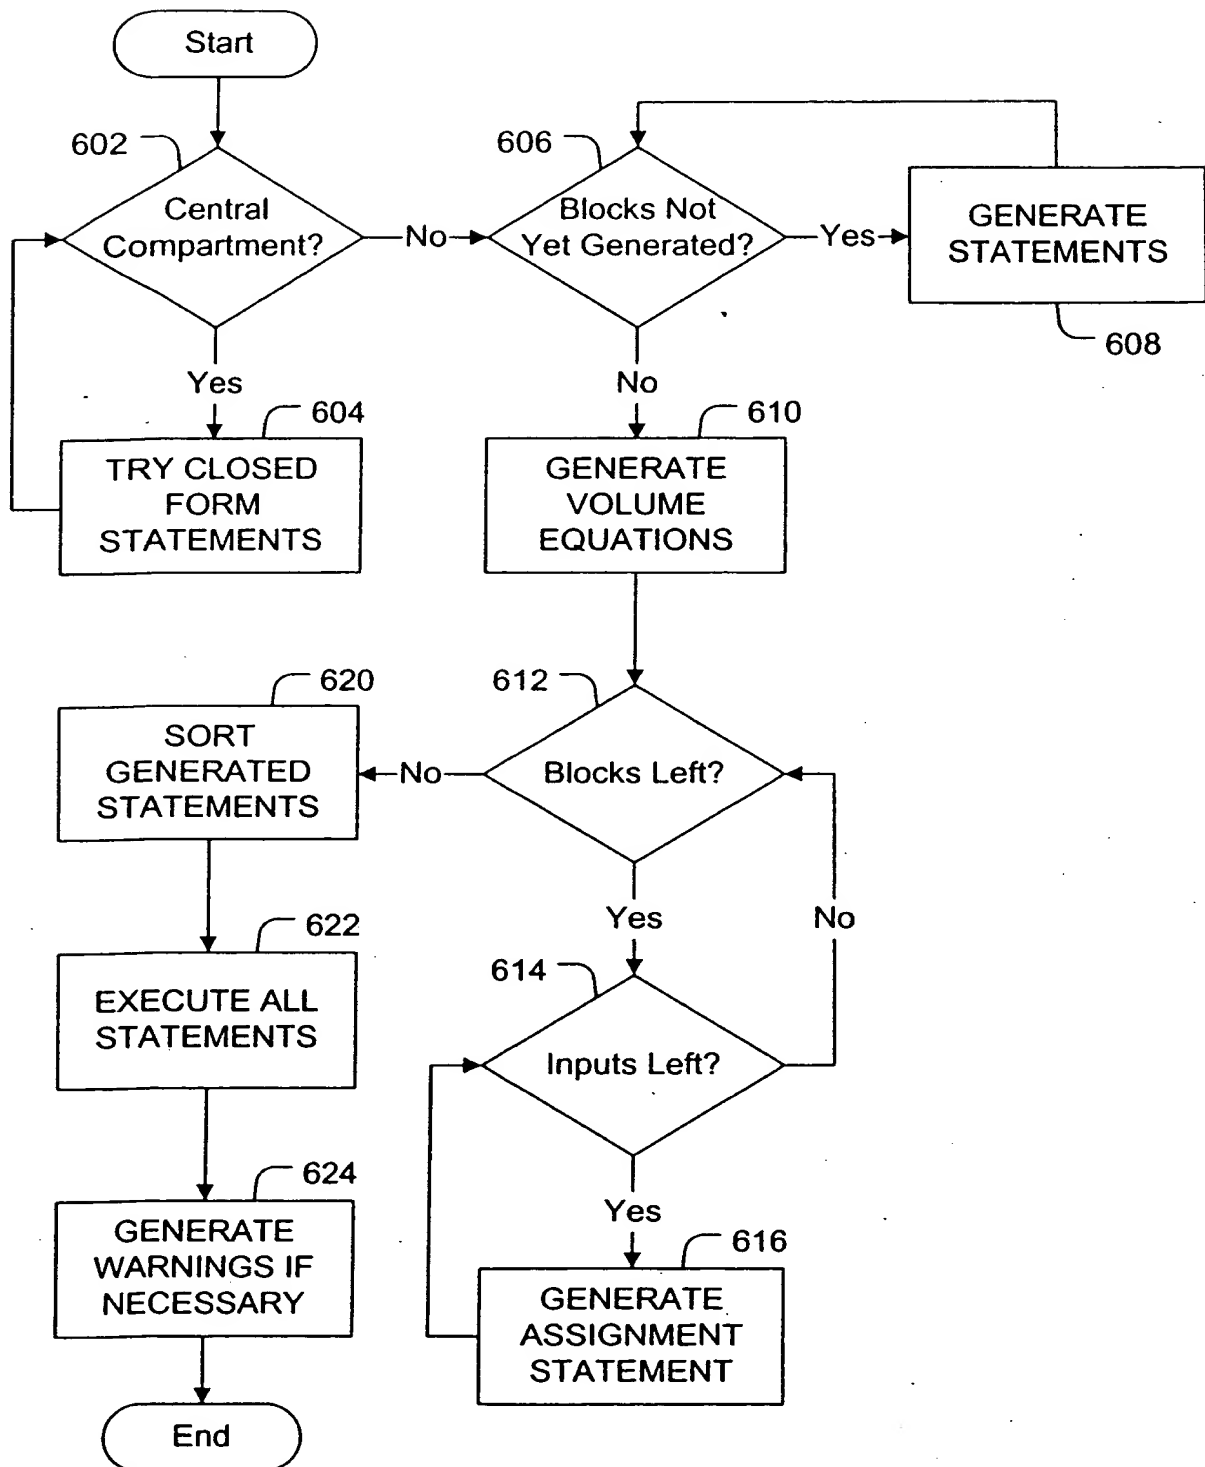 Start
602
Central
Compartment?
No
606
Blocks Not
Yet Generated?
Yes
GENERATE
STATEMENTS
608
Yes
604
TRY CLOSED
FORM
STATEMENTS
No
610
GENERATE
VOLUME
EQUATIONS
612
Blocks Left?
No
620
SORT
GENERATED
STATEMENTS
Yes
No
614
Inputs Left?
622
EXECUTE ALL
STATEMENTS
Yes
616
GENERATE
ASSIGNMENT
STATEMENT
624
GENERATE
WARNINGS IF
NECESSARY
End